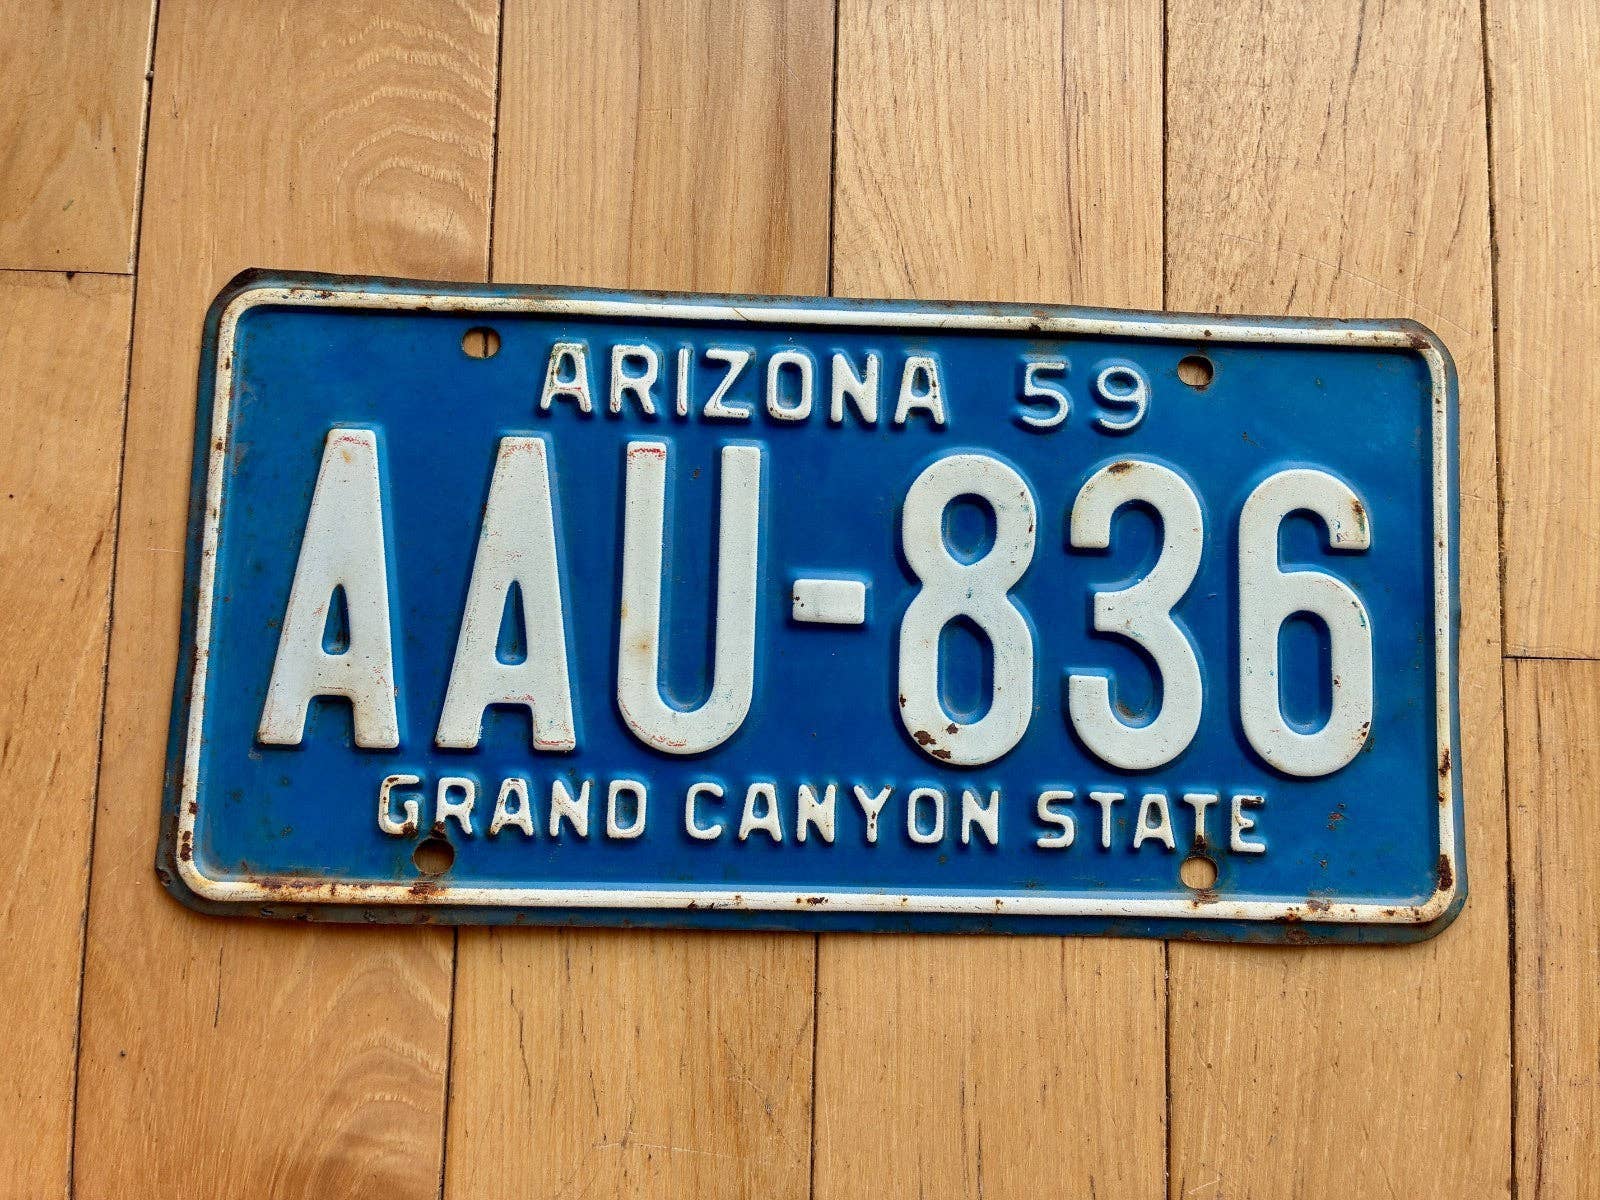 ARIZONA 59
AAU-836
GRAND CANYON STATE